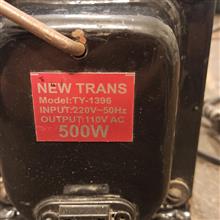 NEW TRANS
Model:TY-1396
INPUT:220V~50Hz
OUTPUT:110V AC
500W